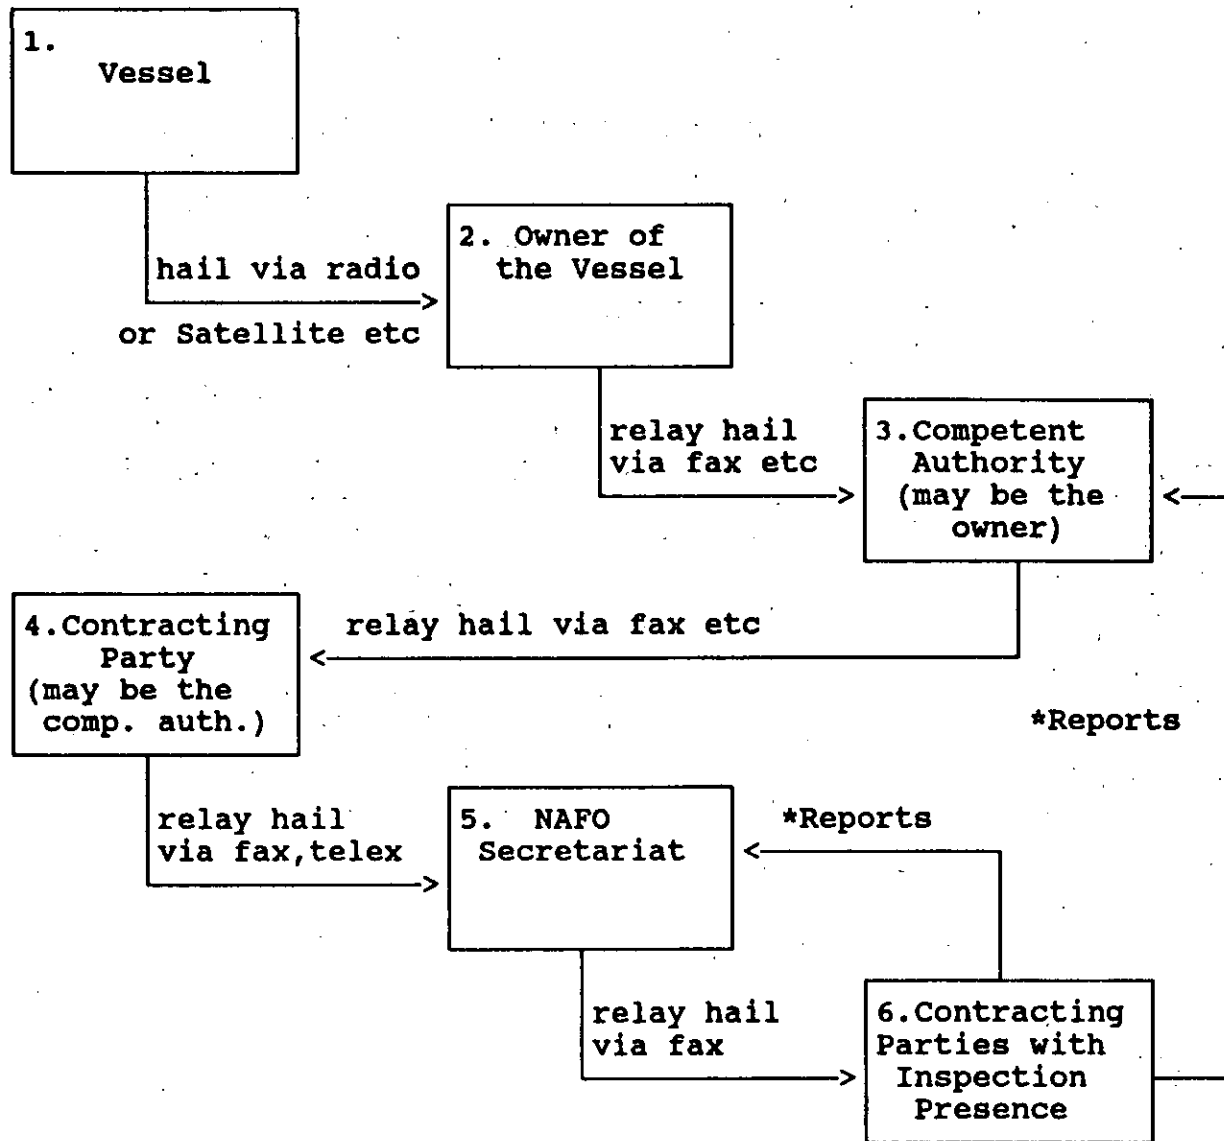 1.
Vessel
hail via radio
or Satellite etc
2. Owner of
the Vessel
relay hail
via fax etc
3.Competent
Authority
(may be the
owner)
4.Contracting
Party
(may be the
comp. auth.)
relay hail via fax etc
*Reports
relay hail
via fax,telex
5. NAFO
Secretariat
*Reports
relay hail
via fax
6.Contracting
Parties with
Inspection
Presence